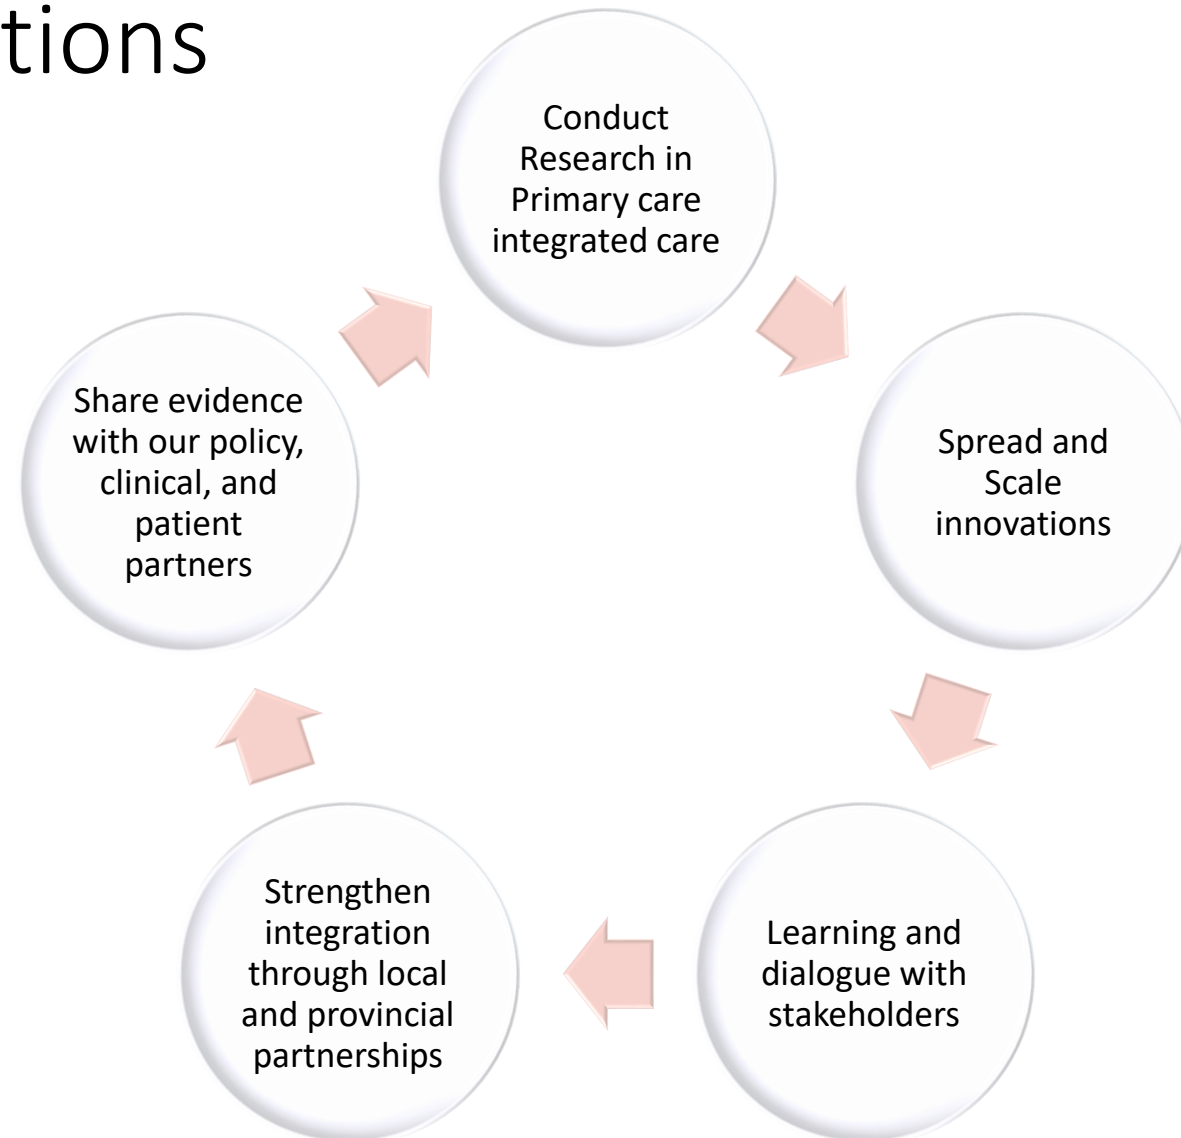 tions
Conduct
Research in
Primary care
integrated care
Spread and
Scale
innovations
Learning and
dialogue with
stakeholders
Strengthen
integration
through local
and provincial
partnerships
Share evidence
with our policy,
clinical, and
patient
partners